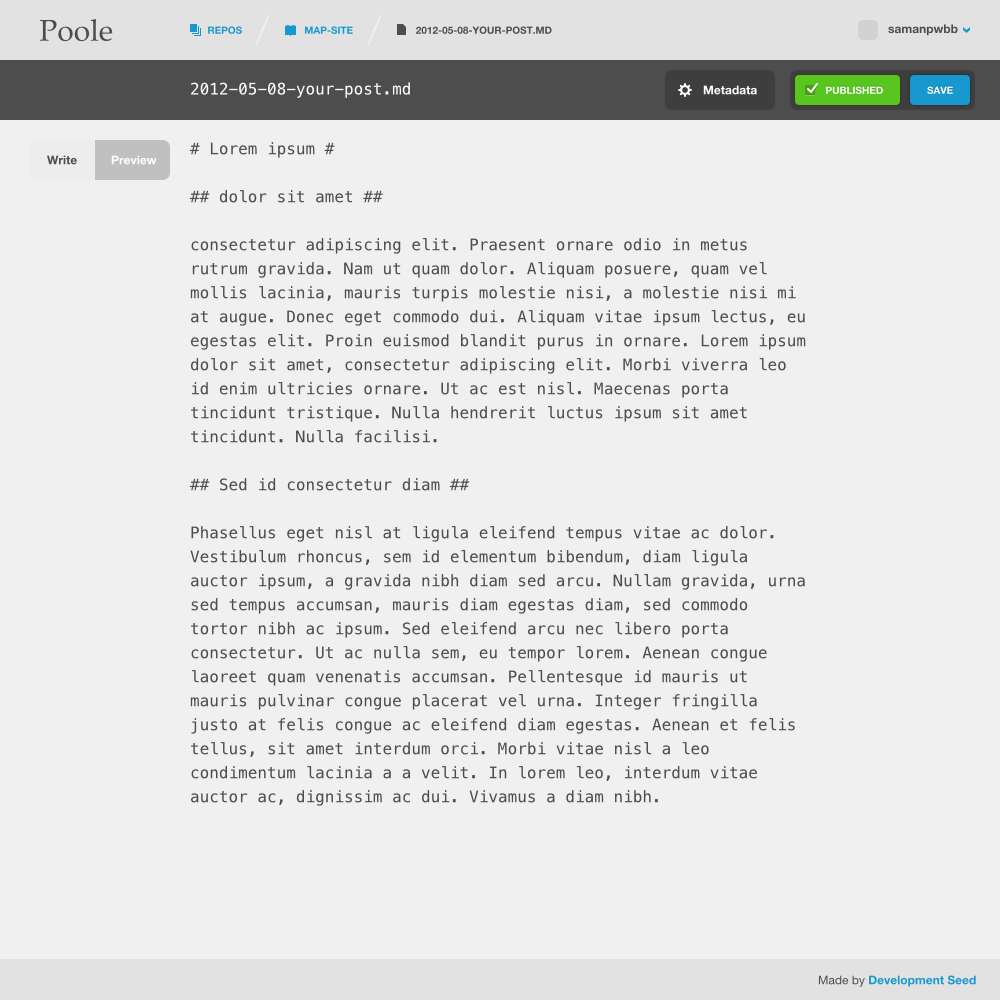 Poole
REPOS
MAP-SITE
2012-05-08-YOUR-POST.MD
samanpwbb
2012-05-08-your-post.md
Metadata
PUBLISHED
SAVE
Write
Preview
# Lorem ipsum #
## dolor sit amet ##
consectetur adipiscing elit. Praesent ornare odio in metus
rutrum gravida. Nam ut quam dolor. Aliquam posuere, quam vel
mollis lacinia, mauris turpis molestie nisi, a molestie nisi mi
at augue. Donec eget commodo dui. Aliquam vitae ipsum lectus, eu
egestas elit. Proin euismod blandit purus in ornare. Lorem ipsum
dolor sit amet, consectetur adipiscing elit. Morbi viverra leo
id enim ultricies ornare. Ut ac est nisl. Maecenas porta
tincidunt tristique. Nulla hendrerit luctus ipsum sit amet
tincidunt. Nulla facilisi.
## Sed id consectetur diam ##
Phasellus eget nisl at ligula eleifend tempus vitae ac dolor.
Vestibulum rhoncus, sem id elementum bibendum, diam ligula
auctor ipsum, a gravida nibh diam sed arcu. Nullam gravida, urna
sed tempus accumsan, mauris diam egestas diam, sed commodo
tortor nibh ac ipsum. Sed eleifend arcu nec libero porta
consectetur. Ut ac nulla sem, eu tempor lorem. Aenean congue
laoreet quam venenatis accumsan. Pellentesque id mauris ut
mauris pulvinar congue placerat vel urna. Integer fringilla
justo at felis congue ac eleifend diam egestas. Aenean et felis
tellus, sit amet interdum orci. Morbi vitae nisl a leo
condimentum lacinia a a velit. In lorem leo, interdum vitae
auctor ac, dignissim ac dui. Vivamus a diam nibh.
Made by Development Seed